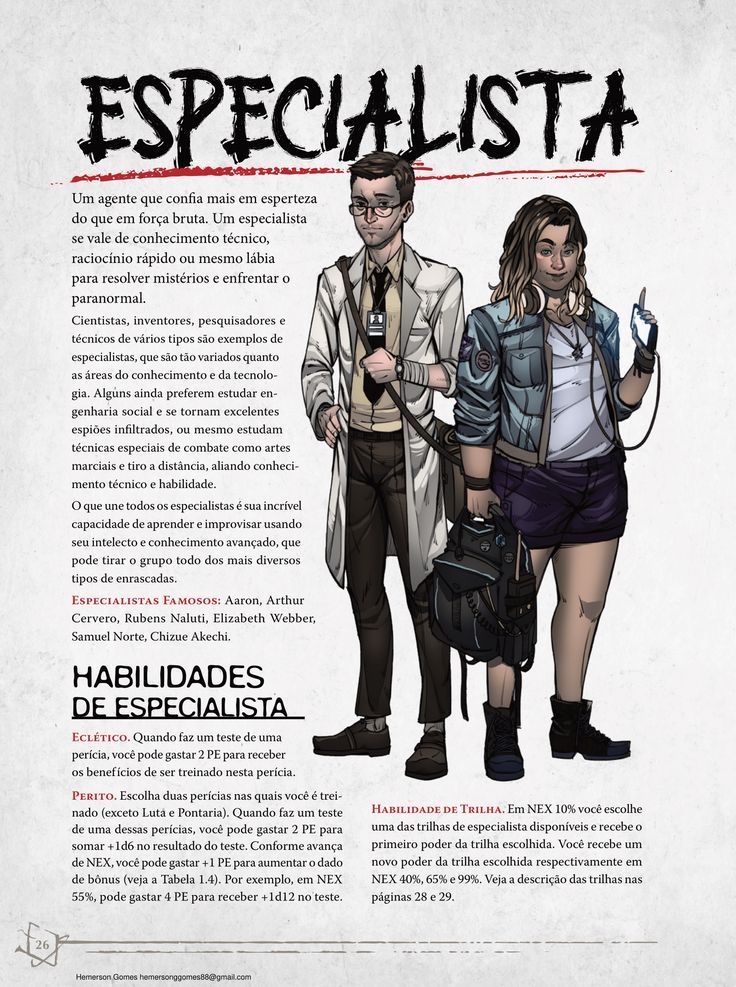 ESPECIALISTA
Um agente que confia mais em esperteza
do que em força bruta. Um especialista
se vale de conhecimento técnico,
raciocínio rápido ou mesmo lábia
para resolver mistérios e enfrentar o
paranormal.
Cientistas, inventores, pesquisadores e
técnicos de vários tipos são exemplos de
especialistas, que são tão variados quanto
as áreas do conhecimento e da tecnolo-
gia. Alguns ainda preferem estudar en-
genharia social e se tornam excelentes
espiões infiltrados, ou mesmo estudam
técnicas especiais de combate como artes
marciais e tiro a distância, aliando conheci-
mento técnico e habilidade.
O que une todos os especialistas é sua incrível
capacidade de aprender e improvisar usando
seu intelecto e conhecimento avançado, que
pode tirar o grupo todo dos mais diversos
tipos de enrascadas.
Especialistas Famosos: Aaron, Arthur
Cervero, Rubens Naluti, Elizabeth Webber,
Samuel Norte, Chizue Akechi.
HABILIDADES
DE ESPECIALISTA
Eclético. Quando faz um teste de uma
perícia, você pode gastar 2 PE para receber
os benefícios de ser treinado nesta perícia.
Perito. Escolha duas perícias nas quais você é trei-
nado (exceto Luta e Pontaria). Quando faz um teste
de uma dessas perícias, você pode gastar 2 PE para
somar +1d6 no resultado do teste. Conforme avança
de NEX, você pode gastar +1 PE para aumentar o dado
de bônus (veja a Tabela 1.4). Por exemplo, em NEX
55%, pode gastar 4 PE para receber +1d12 no teste.
Habilidade de Trilha. Em NEX 10% você escolhe
uma das trilhas de especialista disponíveis e recebe o
primeiro poder da trilha escolhida. Você recebe um
novo poder da trilha escolhida respectivamente em
NEX 40%, 65% e 99%. Veja a descrição das trilhas nas
páginas 28 e 29.
26
Hemerson Gomes hemersonggomes88@gmail.com